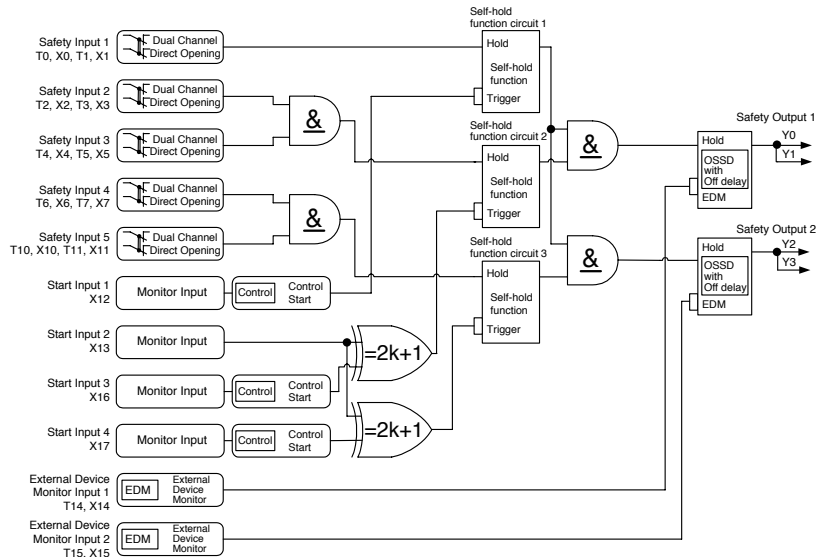 Self-hold
function circuit 1
Safety Input 1
T0, X0, T1, X1
Dual Channel
Direct Opening
Hold
Self-hold
function
Trigger
Safety Input 2
T2, X2, T3, X3
Dual Channel
Direct Opening
&
Safety Input 3
T4, X4, T5, X5
Dual Channel
Direct Opening
Self-hold
function circuit 2
Hold
Self-hold
function
Trigger
&
Safety Output 1
Hold
OSSD
with
Off delay
EDM
Y0
Y1
Safety Input 4
T6, X6, T7, X7
Dual Channel
Direct Opening
&
Safety Input 5
T10, X10, T11, X11
Dual Channel
Direct Opening
Self-hold
function circuit 3
Hold
Self-hold
function
Trigger
&
Safety Output 2
Hold
OSSD
with
Off delay
EDM
Y2
Y3
Start Input 1
X12
Monitor Input
Control
Control
Start
Start Input 2
X13
Monitor Input
=2k+1
Start Input 3
X16
Monitor Input
Control
Control
Start
Start Input 4
X17
Monitor Input
Control
Control
Start
=2k+1
External Device
Monitor Input 1
T14, X14
EDM
External
Device
Monitor
External Device
Monitor Input 2
T15, X15
EDM
External
Device
Monitor